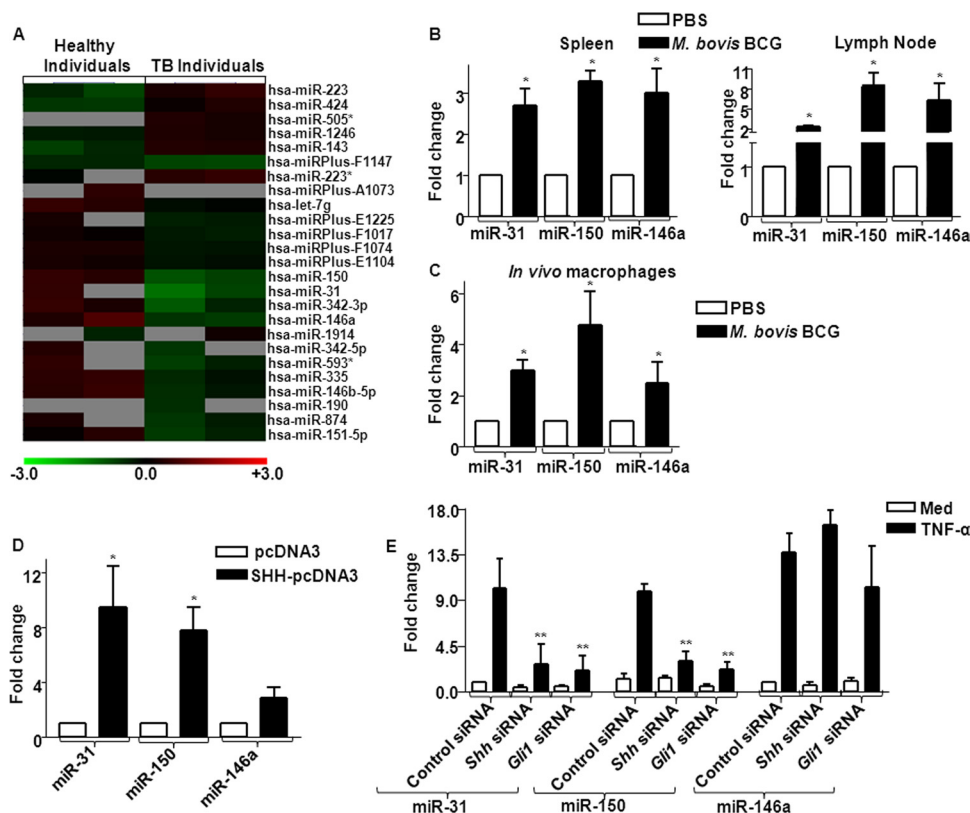 A
Healthy Individuals
TB Individuals
hsa-miR-223
hsa-miR-424
hsa-miR-505*
hsa-miR-1246
hsa-miR-143
hsa-miRPlus-F1147
hsa-miR-223*
hsa-miRPlus-A1073
hsa-let-7g
hsa-miRPlus-E1225
hsa-miRPlus-F1017
hsa-miRPlus-F1074
hsa-miRPlus-E1104
hsa-miR-150
hsa-miR-31
hsa-miR-342-3p
hsa-miR-146a
hsa-miR-1914
hsa-miR-342-5p
hsa-miR-593*
hsa-miR-335
hsa-miR-146b-5p
hsa-miR-190
hsa-miR-874
hsa-miR-151-5p
-3.0 0.0 +3.0
B
PBS
M. bovis BCG
Spleen
Fold change
3
2
1
0
* * *
miR-31 miR-150 miR-146a
Lymph Node
Fold change
11
8
5
2
1
0
* * *
miR-31 miR-150 miR-146a
C
In vivo macrophages
PBS
M. bovis BCG
Fold change
6
4
2
0
* * *
miR-31 miR-150 miR-146a
D
pcDNA3
SHH-pcDNA3
Fold change
12
8
4
0
* *
miR-31 miR-150 miR-146a
E
Med
TNF-α
Fold change
18.0
13.5
9.0
4.5
0.0
** ** ** **
Control siRNA Shh siRNA Gli1 siRNA Control siRNA Shh siRNA Gli1 siRNA Control siRNA Shh siRNA Gli1 siRNA
miR-31 miR-150 miR-146a